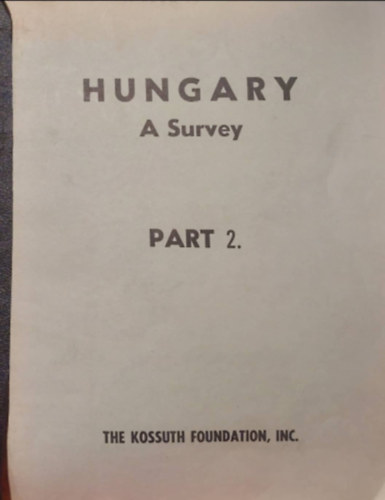 HUNGARY
A Survey
PART 2.
THE KOSSUTH FOUNDATION, INC.